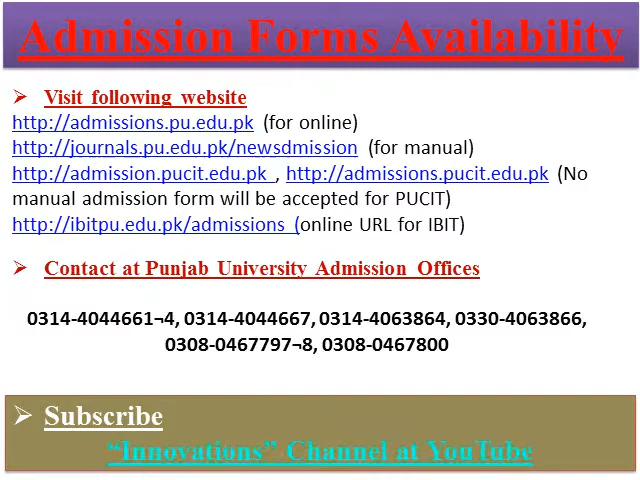 Admission Forms Availability
➢ Visit following website
http://admissions.pu.edu.pk (for online)
http://journals.pu.edu.pk/newsdmission (for manual)
http://admission.pucit.edu.pk , http://admissions.pucit.edu.pk (No
manual admission form will be accepted for PUCIT)
http://ibitpu.edu.pk/admissions (online URL for IBIT)
➢ Contact at Punjab University Admission Offices
0314-4044661¬4, 0314-4044667, 0314-4063864, 0330-4063866,
0308-0467797¬8, 0308-0467800
➢ Subscribe
“Innovations” Channel at YouTube